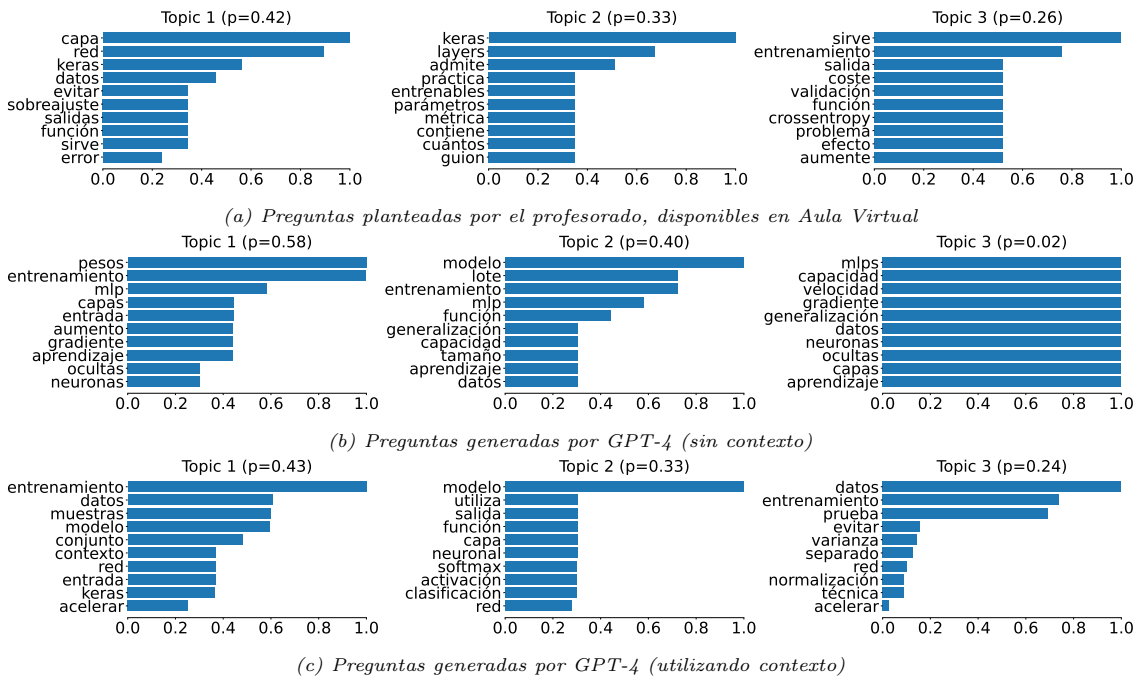 Topic 1 (p=0.42)
capa
red
keras
datos
evitar
sobreajuste
salidas
función
sirve
error
0.0 0.2 0.4 0.6 0.8 1.0
Topic 2 (p=0.33)
keras
layers
admite
práctica
entrenables
parámetros
métrica
contiene
cuántos
guion
0.0 0.2 0.4 0.6 0.8 1.0
Topic 3 (p=0.26)
sirve
entrenamiento
salida
coste
validación
función
crossentropy
problema
efecto
aumente
0.0 0.2 0.4 0.6 0.8 1.0
(a) Preguntas planteadas por el profesorado, disponibles en Aula Virtual
Topic 1 (p=0.58)
pesos
entrenamiento
mlp
capas
entrada
aumento
gradiente
aprendizaje
ocultas
neuronas
0.0 0.2 0.4 0.6 0.8 1.0
Topic 2 (p=0.40)
modelo
lote
entrenamiento
mlp
función
generalización
capacidad
tamaño
aprendizaje
datos
0.0 0.2 0.4 0.6 0.8 1.0
Topic 3 (p=0.02)
mlps
capacidad
velocidad
gradiente
generalización
datos
neuronas
ocultas
capas
aprendizaje
0.0 0.2 0.4 0.6 0.8 1.0
(b) Preguntas generadas por GPT-4 (sin contexto)
Topic 1 (p=0.43)
entrenamiento
datos
muestras
modelo
conjunto
contexto
red
entrada
keras
acelerar
0.0 0.2 0.4 0.6 0.8 1.0
Topic 2 (p=0.33)
modelo
utiliza
salida
función
capa
neuronal
softmax
activación
clasificación
red
0.0 0.2 0.4 0.6 0.8 1.0
Topic 3 (p=0.24)
datos
entrenamiento
prueba
evitar
varianza
separado
red
normalización
técnica
acelerar
0.0 0.2 0.4 0.6 0.8 1.0
(c) Preguntas generadas por GPT-4 (utilizando contexto)